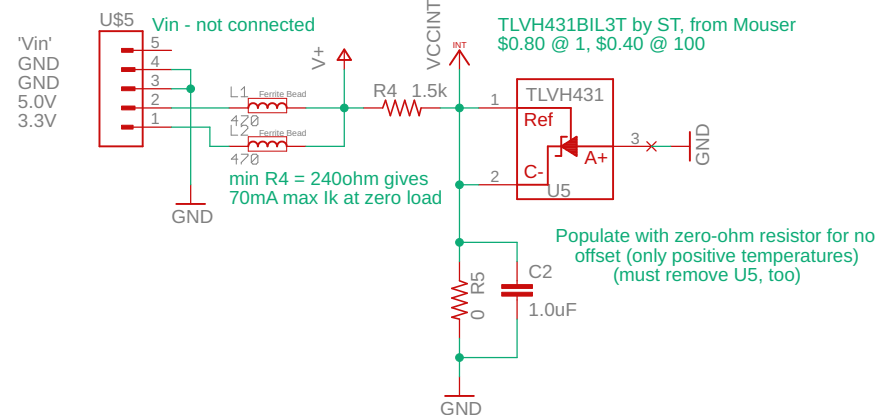 U$5
Vin - not connected
'Vin'
GND
GND
5.0V
3.3V
5
4
3
2
1
L1
Ferrite Bead
470
L2
Ferrite Bead
470
V+
R4
1.5k
VCCINT
INT
min R4 = 240ohm gives
70mA max Ik at zero load
GND
TLVH431BIL3T by ST, from Mouser
$0.80 @ 1, $0.40 @ 100
TLVH431
1
Ref
3
A+
C-
2
U5
GND
Populate with zero-ohm resistor for no
offset (only positive temperatures)
(must remove U5, too)
R5
0
C2
1.0uF
GND